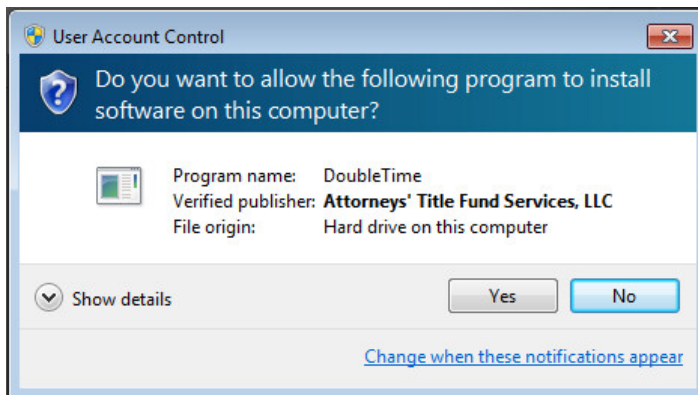 User Account Control
Do you want to allow the following program to install
software on this computer?
Program name: DoubleTime
Verified publisher: Attorneys' Title Fund Services, LLC
File origin: Hard drive on this computer
Show details
Yes
No
Change when these notifications appear